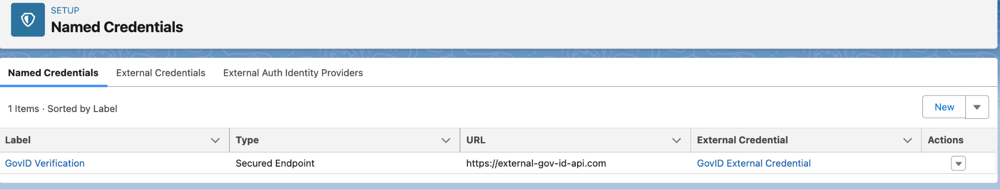 SETUP
Named Credentials
Named Credentials External Credentials External Auth Identity Providers
1 Items · Sorted by Label
New
Label Type URL External Credential Actions
GovID Verification Secured Endpoint https://external-gov-id-api.com GovID External Credential